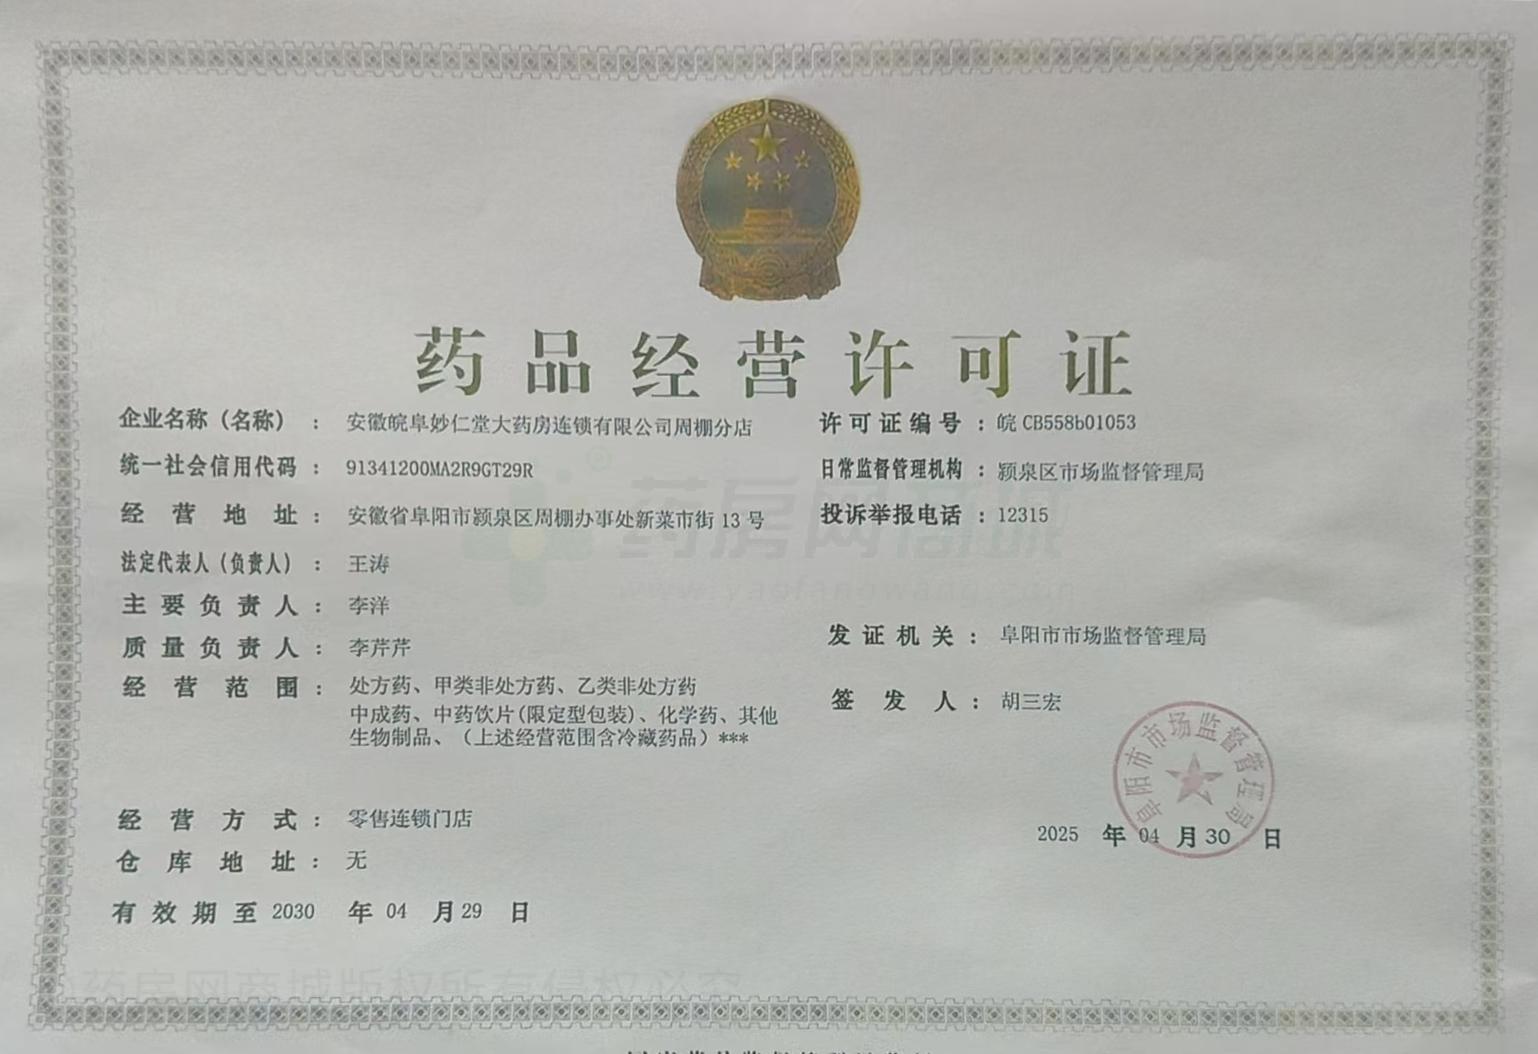 药品经营许可证
企业名称（名称）： 安徽皖阜妙仁堂大药房连锁有限公司周棚分店
统一社会信用代码： 91341200MA2R9GT29R
经营地址： 安徽省阜阳市颍泉区周棚办事处新菜市街 13 号
法定代表人（负责人）： 王涛
主要负责人： 李洋
质量负责人： 李芹芹
经营范围： 处方药、甲类非处方药、乙类非处方药
中成药、中药饮片(限定型包装)、化学药、其他
生物制品、（上述经营范围含冷藏药品）***
经营方式： 零售连锁门店
仓库地址： 无
有效期至 2030 年 04 月 29 日
许可证编号： 皖 CB558b01053
日常监督管理机构： 颍泉区市场监督管理局
投诉举报电话： 12315
发证机关： 阜阳市市场监督管理局
签发人： 胡三宏
阜阳市市场监督管理局
2025 年 04 月 30 日
药房网商城
www.yaofangwang.com
药房网商城版权所有侵权必究